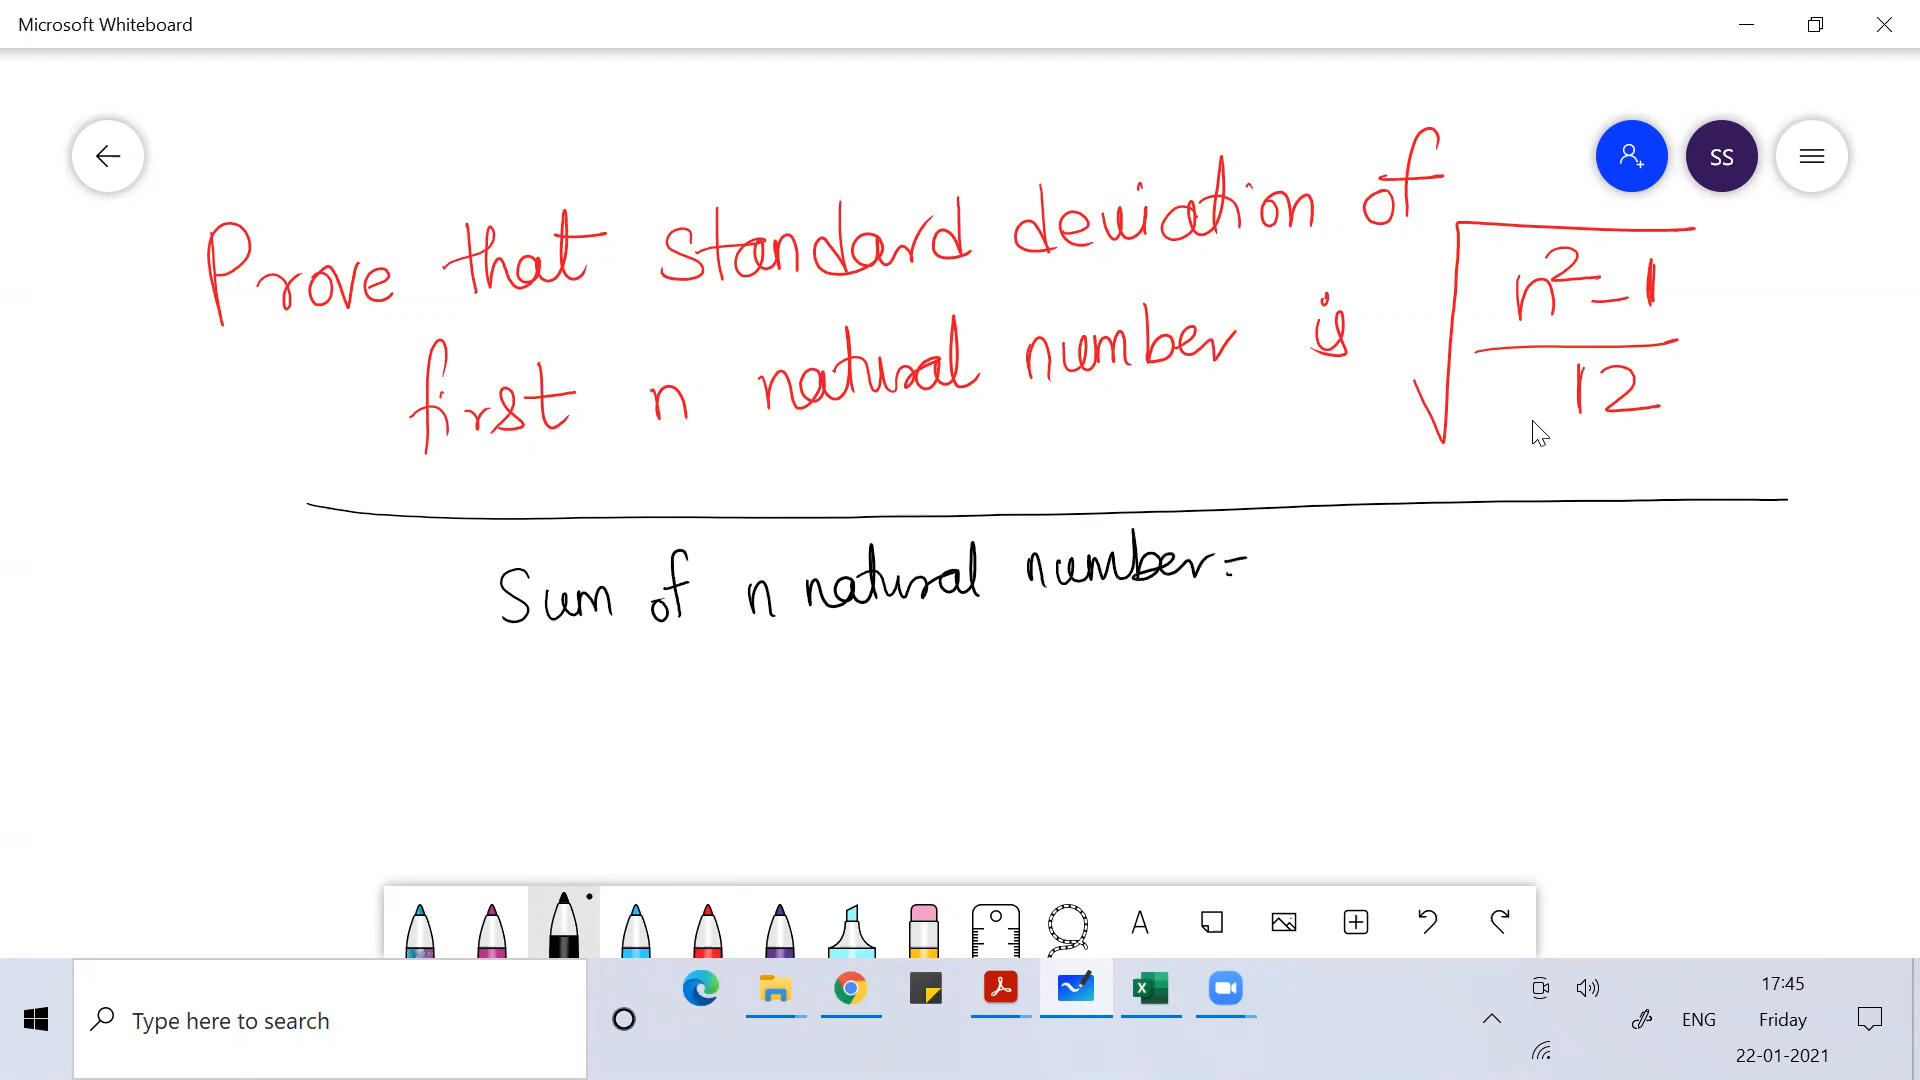 Microsoft Whiteboard
SS
Prove that standard deviation of
first n natural number is √((n²-1)/12)
Sum of n natural number =
A
Type here to search
17:45
ENG Friday
22-01-2021